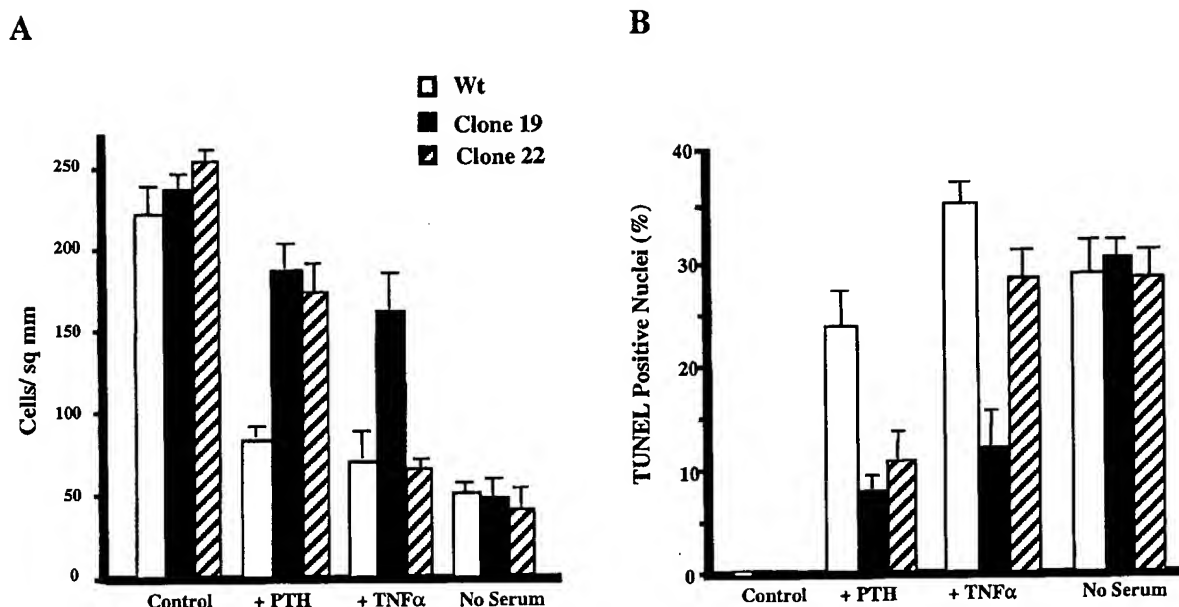 A
Wt
Clone 19
Clone 22
Cells/ sq mm
250
200
150
100
50
0
Control + PTH + TNFα No Serum
B
TUNEL Positive Nuclei (%)
40
30
20
10
0
Control + PTH + TNFα No Serum